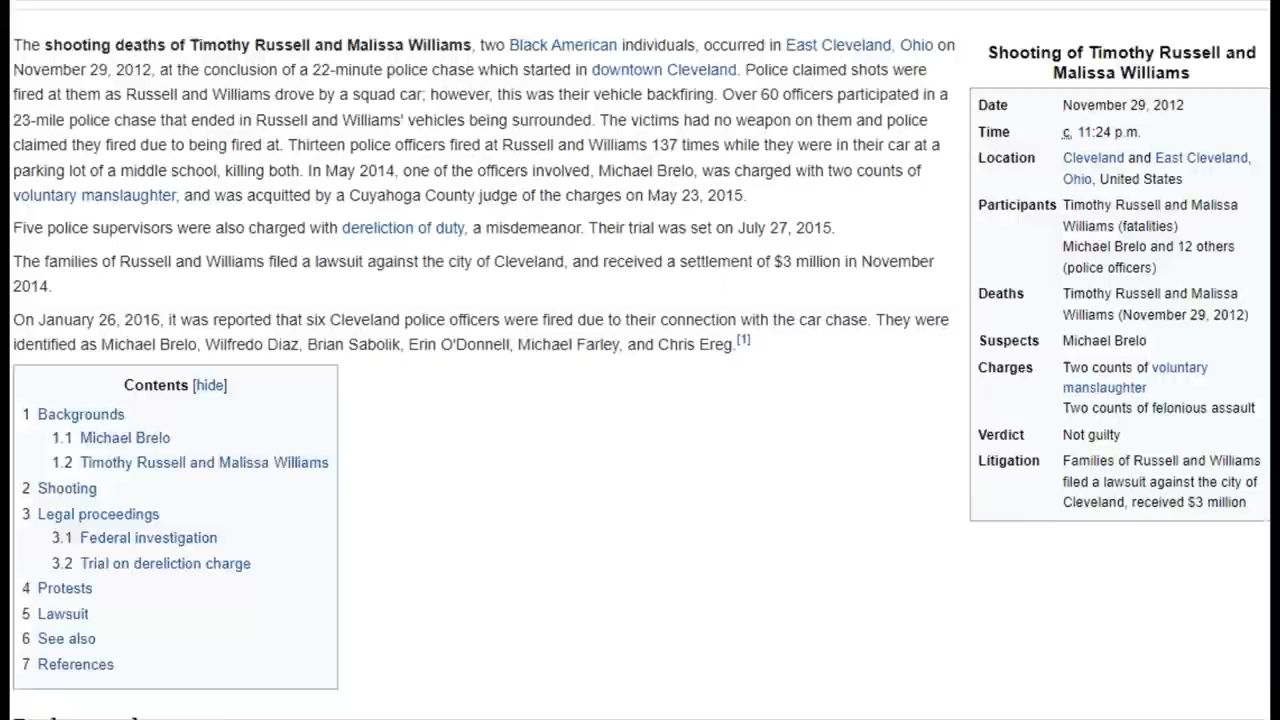 The shooting deaths of Timothy Russell and Malissa Williams, two Black American individuals, occurred in East Cleveland, Ohio on
November 29, 2012, at the conclusion of a 22-minute police chase which started in downtown Cleveland. Police claimed shots were
fired at them as Russell and Williams drove by a squad car; however, this was their vehicle backfiring. Over 60 officers participated in a
23-mile police chase that ended in Russell and Williams' vehicles being surrounded. The victims had no weapon on them and police
claimed they fired due to being fired at. Thirteen police officers fired at Russell and Williams 137 times while they were in their car at a
parking lot of a middle school, killing both. In May 2014, one of the officers involved, Michael Brelo, was charged with two counts of
voluntary manslaughter, and was acquitted by a Cuyahoga County judge of the charges on May 23, 2015.
Five police supervisors were also charged with dereliction of duty, a misdemeanor. Their trial was set on July 27, 2015.
The families of Russell and Williams filed a lawsuit against the city of Cleveland, and received a settlement of $3 million in November
2014.
On January 26, 2016, it was reported that six Cleveland police officers were fired due to their connection with the car chase. They were
identified as Michael Brelo, Wilfredo Diaz, Brian Sabolik, Erin O'Donnell, Michael Farley, and Chris Ereg.[1]
Contents [hide]
1 Backgrounds
1.1 Michael Brelo
1.2 Timothy Russell and Malissa Williams
2 Shooting
3 Legal proceedings
3.1 Federal investigation
3.2 Trial on dereliction charge
4 Protests
5 Lawsuit
6 See also
7 References
Shooting of Timothy Russell and
Malissa Williams
Date November 29, 2012
Time c. 11:24 p.m.
Location Cleveland and East Cleveland,
Ohio, United States
Participants Timothy Russell and Malissa
Williams (fatalities)
Michael Brelo and 12 others
(police officers)
Deaths Timothy Russell and Malissa
Williams (November 29, 2012)
Suspects Michael Brelo
Charges Two counts of voluntary
manslaughter
Two counts of felonious assault
Verdict Not guilty
Litigation Families of Russell and Williams
filed a lawsuit against the city of
Cleveland, received $3 million